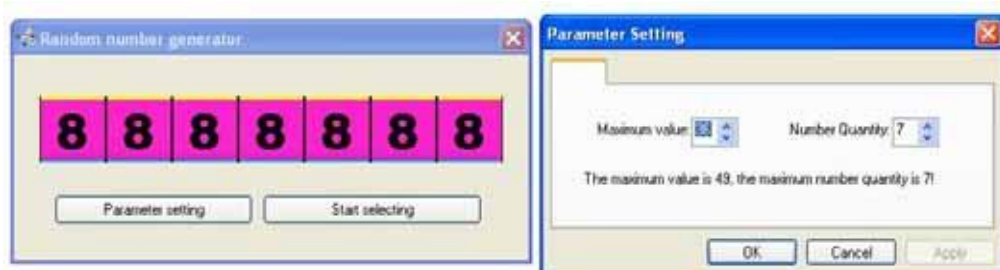 Random number generator
8 8 8 8 8 8 8
Parameter setting
Start selecting
Parameter Setting
Maximum value:
Number Quantity: 7
The maximum value is 49, the maximum number quantity is 7!
OK
Cancel
Apply